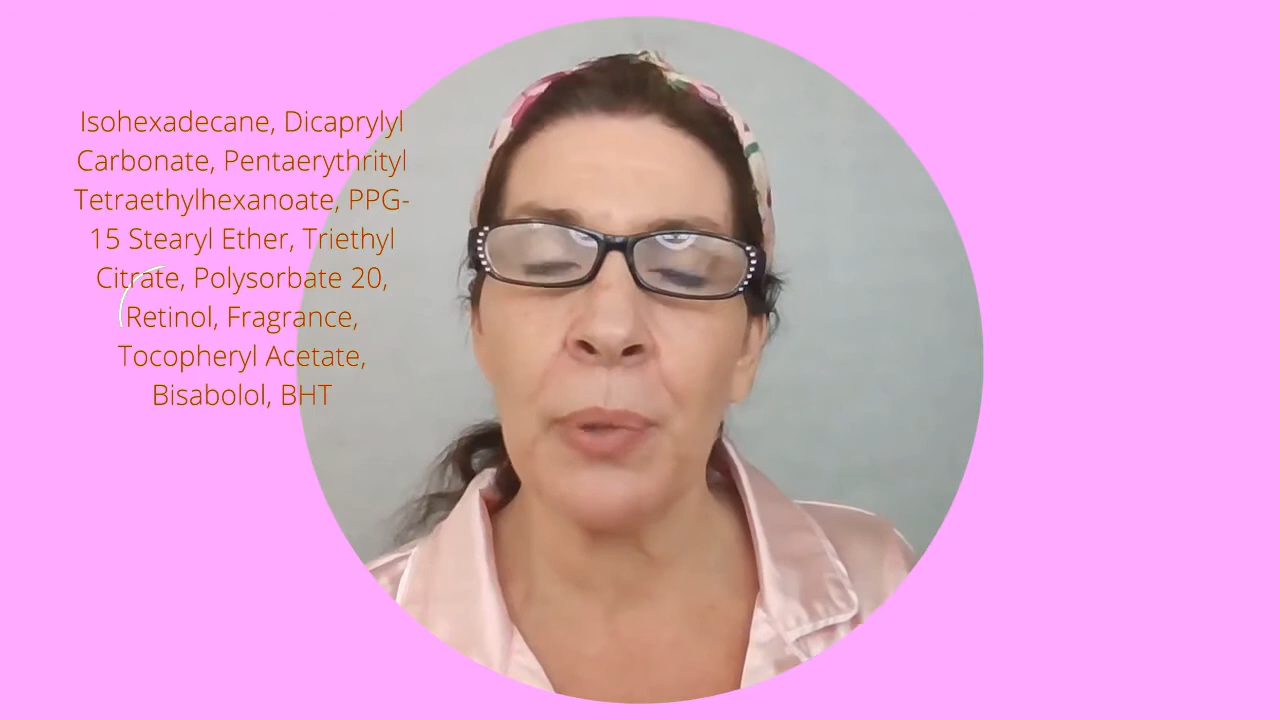 Isohexadecane, Dicaprylyl
Carbonate, Pentaerythrityl
Tetraethylhexanoate, PPG-
15 Stearyl Ether, Triethyl
Citrate, Polysorbate 20,
Retinol, Fragrance,
Tocopheryl Acetate,
Bisabolol, BHT